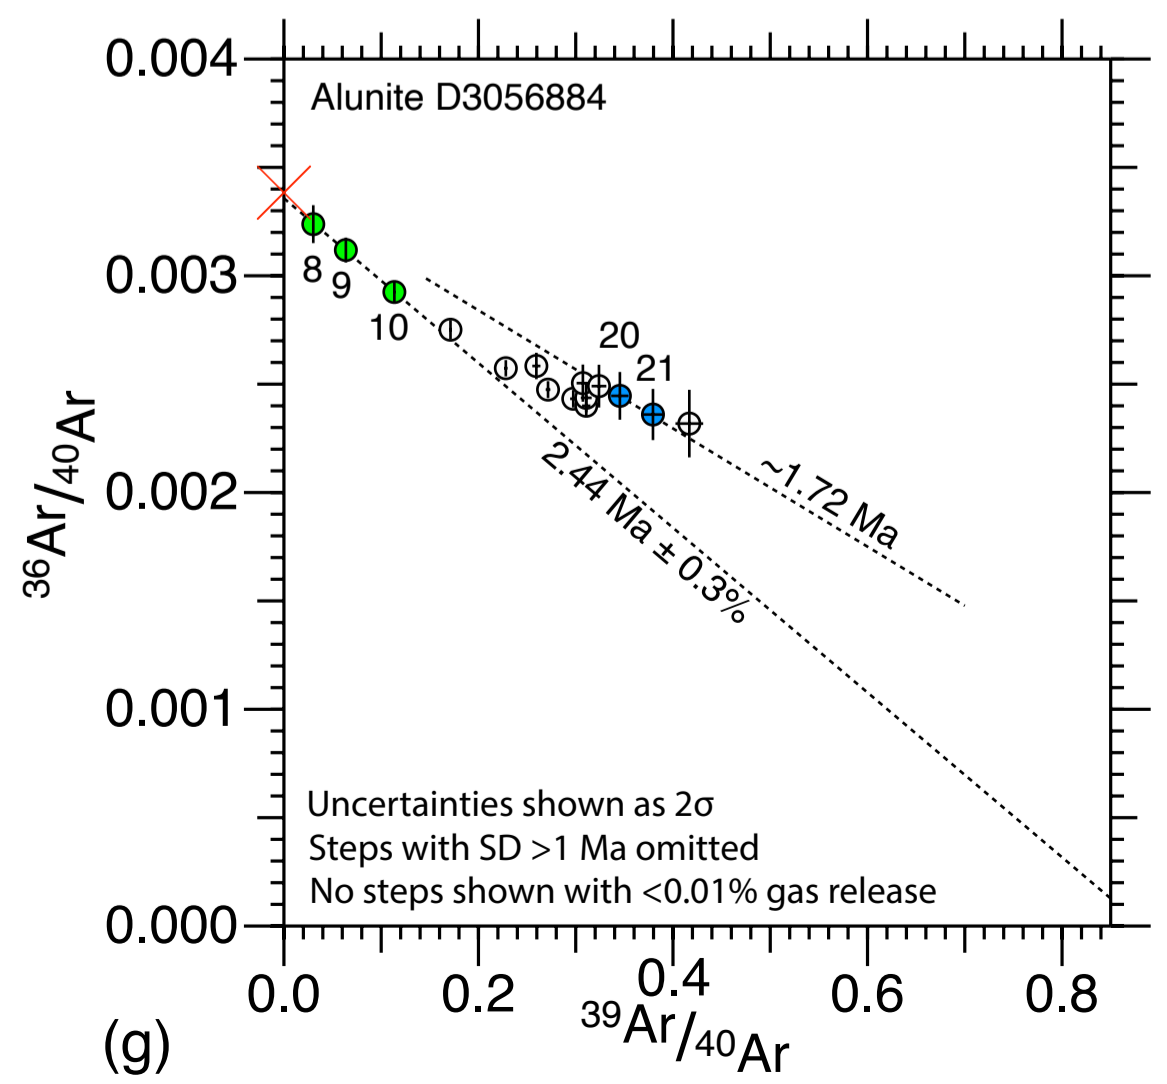 0.004
Alunite D3056884
8
9
10
0.003
20
21
36Ar/40Ar
0.002
2.44 Ma ± 0.3%
~1.72 Ma
0.001
Uncertainties shown as 2σ
Steps with SD >1 Ma omitted
No steps shown with <0.01% gas release
0.000
0.0 0.2 0.4 0.6 0.8
39Ar/40Ar
(g)